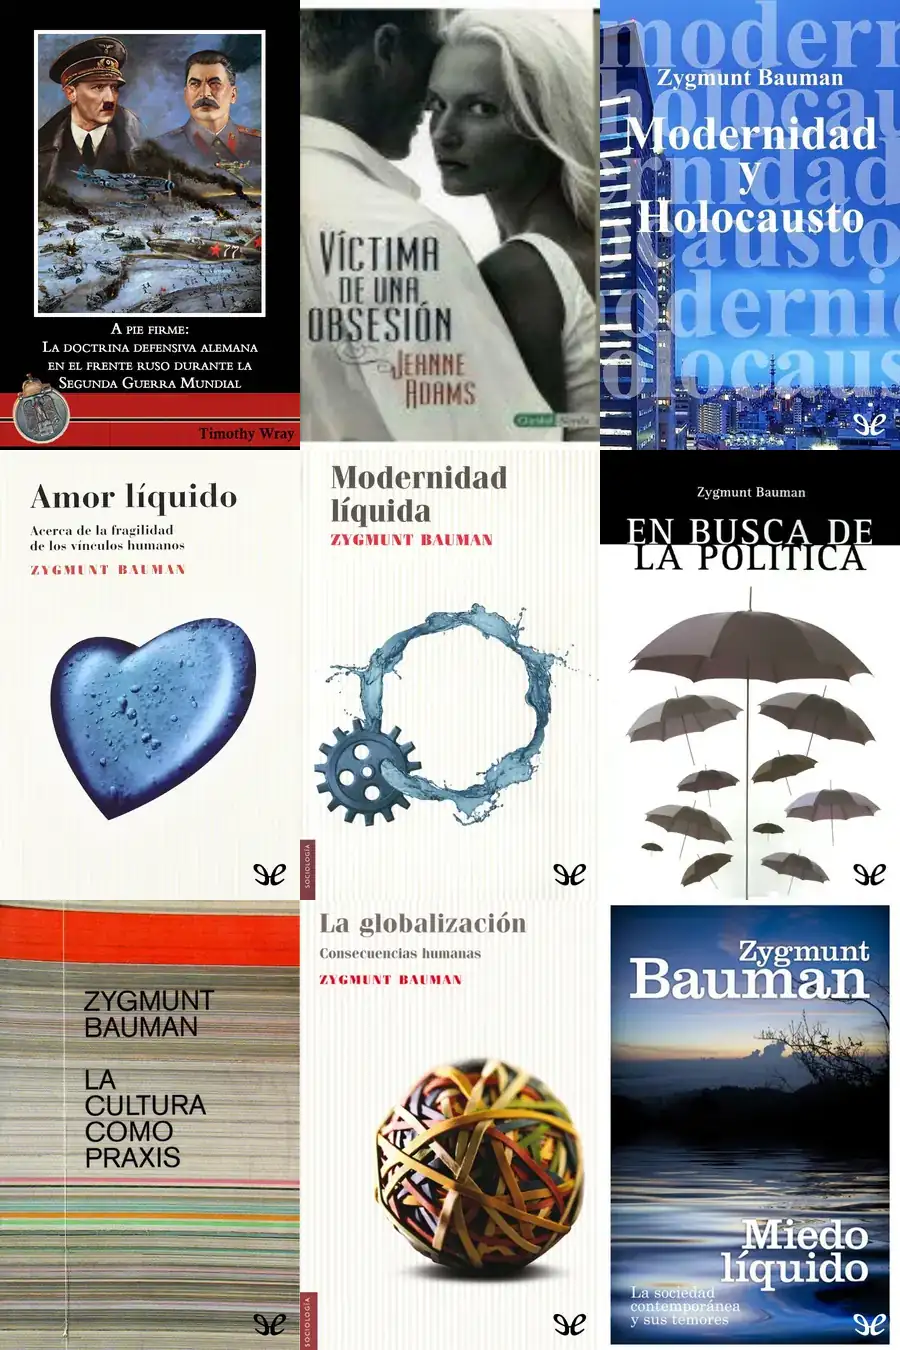 A PIE FIRME:
LA DOCTRINA DEFENSIVA ALEMANA
EN EL FRENTE RUSO DURANTE LA
SEGUNDA GUERRA MUNDIAL
Timothy Wray
77
VÍCTIMA
DE UNA
OBSESIÓN
JEANNE
ADAMS
Zygmunt Bauman
Modernidad
y
Holocausto
Amor líquido
Acerca de la fragilidad
de los vínculos humanos
ZYGMUNT BAUMAN
Modernidad
líquida
ZYGMUNT BAUMAN
SOCIOLOGÍA
Zygmunt Bauman
EN BUSCA DE
LA POLÍTICA
ZYGMUNT
BAUMAN
LA
CULTURA
COMO
PRAXIS
La globalización
Consecuencias humanas
ZYGMUNT BAUMAN
SOCIOLOGÍA
Zygmunt
Bauman
Miedo
líquido
La sociedad
contemporánea
y sus temores